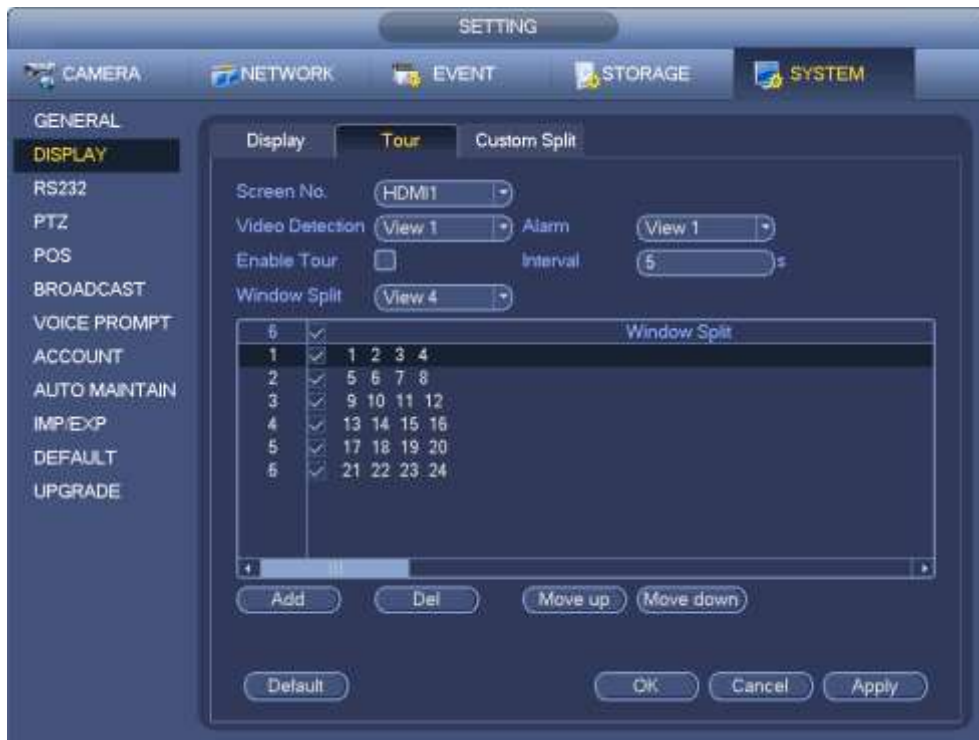 SETTING
CAMERA NETWORK EVENT STORAGE SYSTEM
GENERAL
DISPLAY
RS232
PTZ
POS
BROADCAST
VOICE PROMPT
ACCOUNT
AUTO MAINTAIN
IMP/EXP
DEFAULT
UPGRADE
Display Tour Custom Split
Screen No. HDMI1
Video Detection View 1 Alarm View 1
Enable Tour Interval 5 s
Window Split View 4
6 Window Split
1 1 2 3 4
2 5 6 7 8
3 9 10 11 12
4 13 14 15 16
5 17 18 19 20
6 21 22 23 24
Add Del Move up Move down
Default OK Cancel Apply